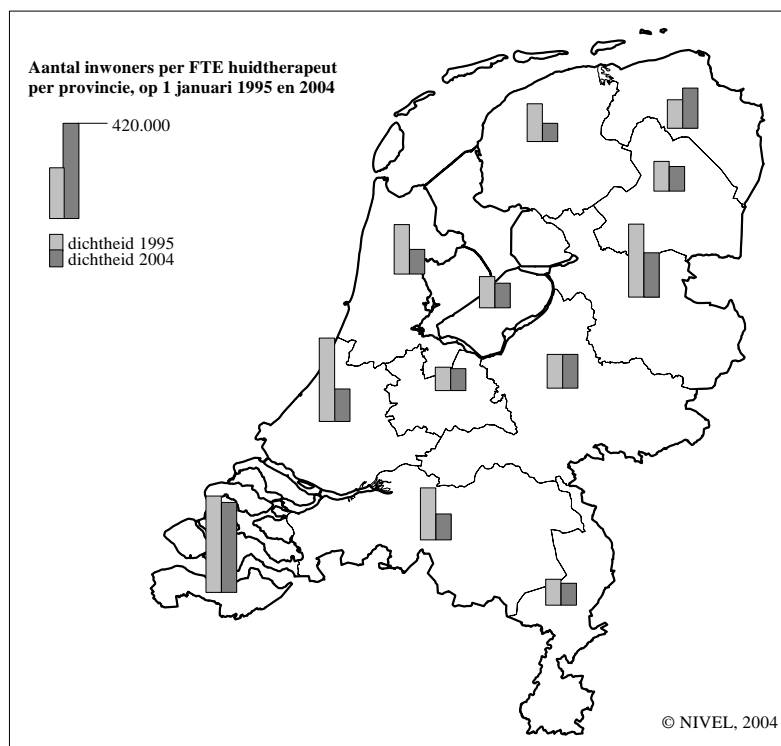 Aantal inwoners per FTE huidtherapeut
per provincie, op 1 januari 1995 en 2004
420.000
dichtheid 1995
dichtheid 2004
© NIVEL, 2004